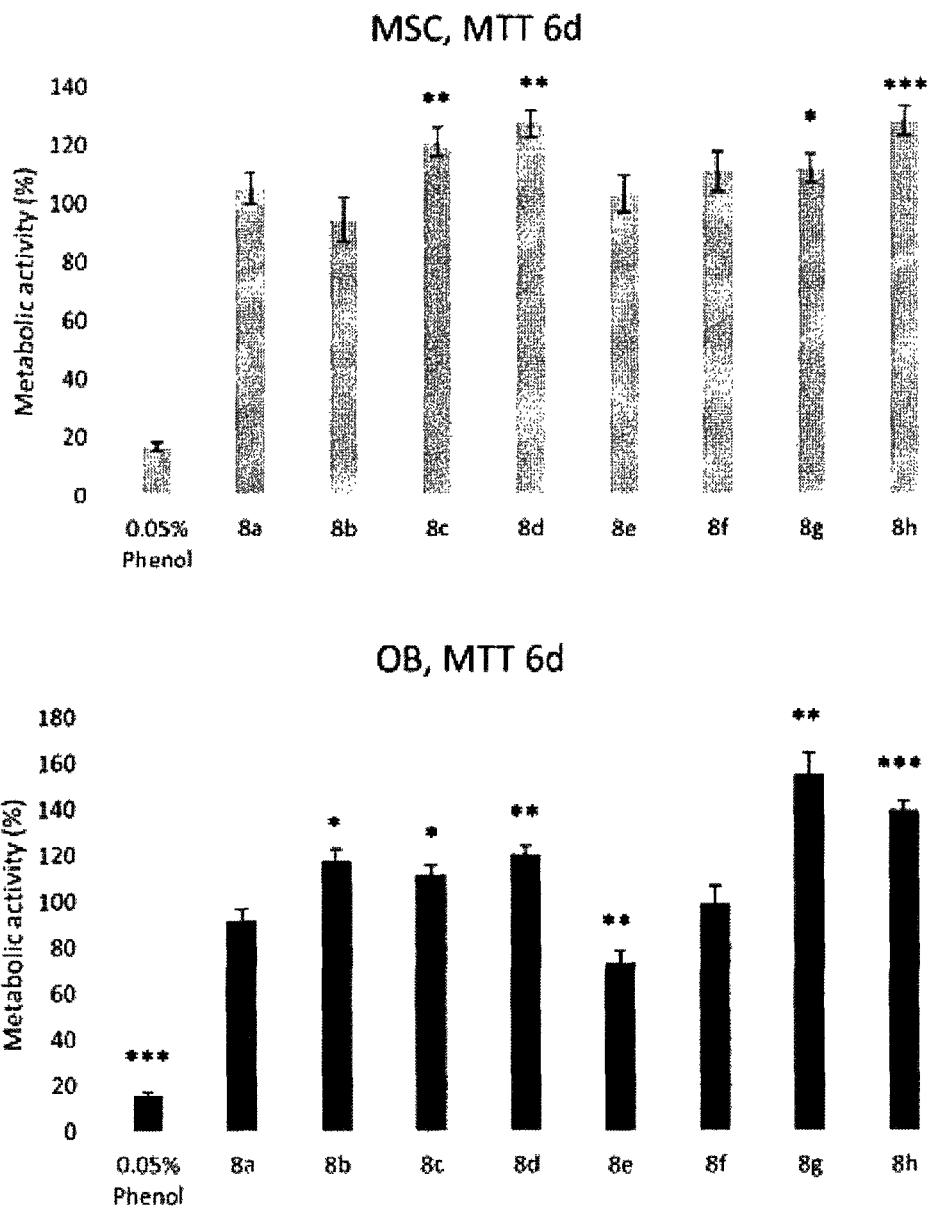 MSC, MTT 6d
Metabolic activity (%)
140
120
100
80
60
40
20
0
** ** * ***
0.05% Phenol 8a 8b 8c 8d 8e 8f 8g 8h
OB, MTT 6d
Metabolic activity (%)
180
160
140
120
100
80
60
40
20
0
*** * * ** ** ** ***
0.05% Phenol 8a 8b 8c 8d 8e 8f 8g 8h